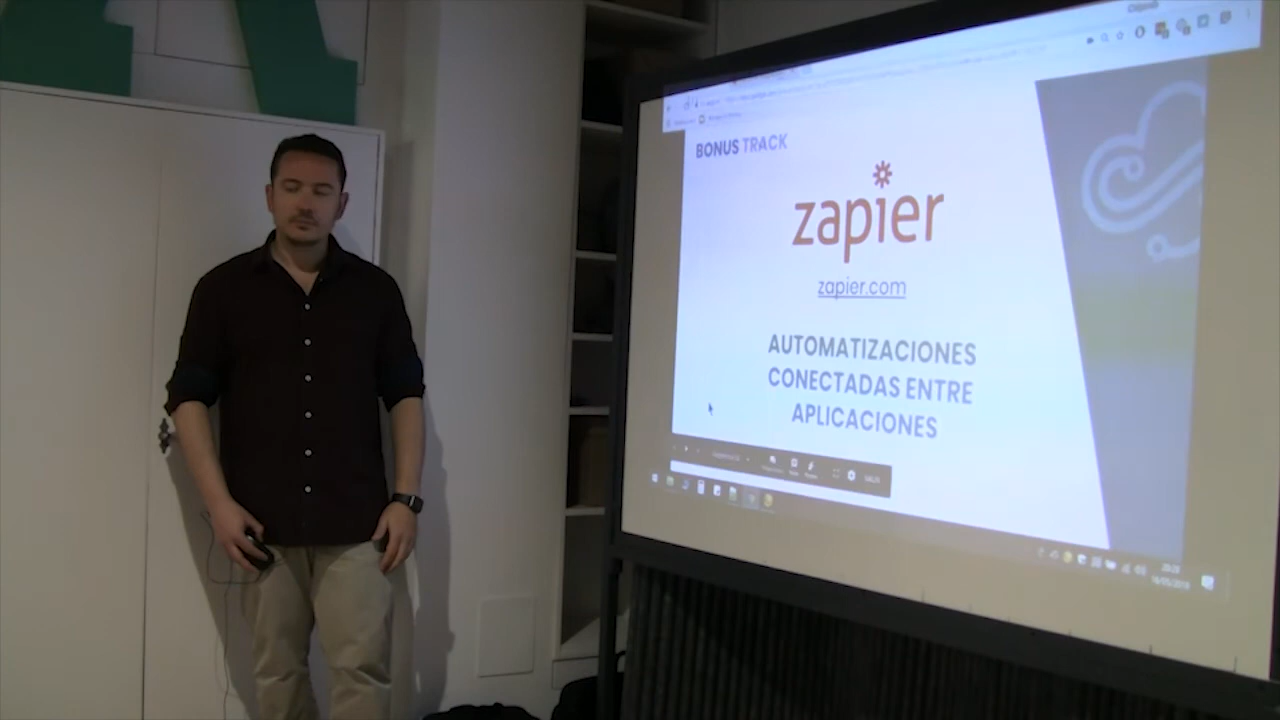 BONUS TRACK
zapier
zapier.com
AUTOMATIZACIONES
CONECTADAS ENTRE
APLICACIONES